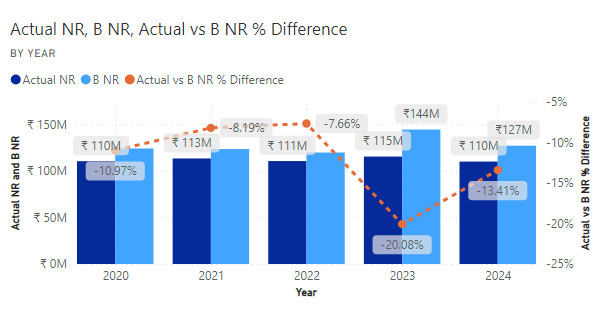 Actual NR, B NR, Actual vs B NR % Difference
BY YEAR
Actual NR B NR Actual vs B NR % Difference
Actual NR and B NR
₹ 150M
₹ 100M
₹ 50M
₹ 0M
₹ 110M
-10.97%
₹ 113M
-8.19%
₹ 111M
-7.66%
₹ 115M
₹144M
-20.08%
₹ 110M
₹127M
-13.41%
-5%
-10%
-15%
-20%
-25%
Actual vs B NR % Difference
2020 2021 2022 2023 2024
Year